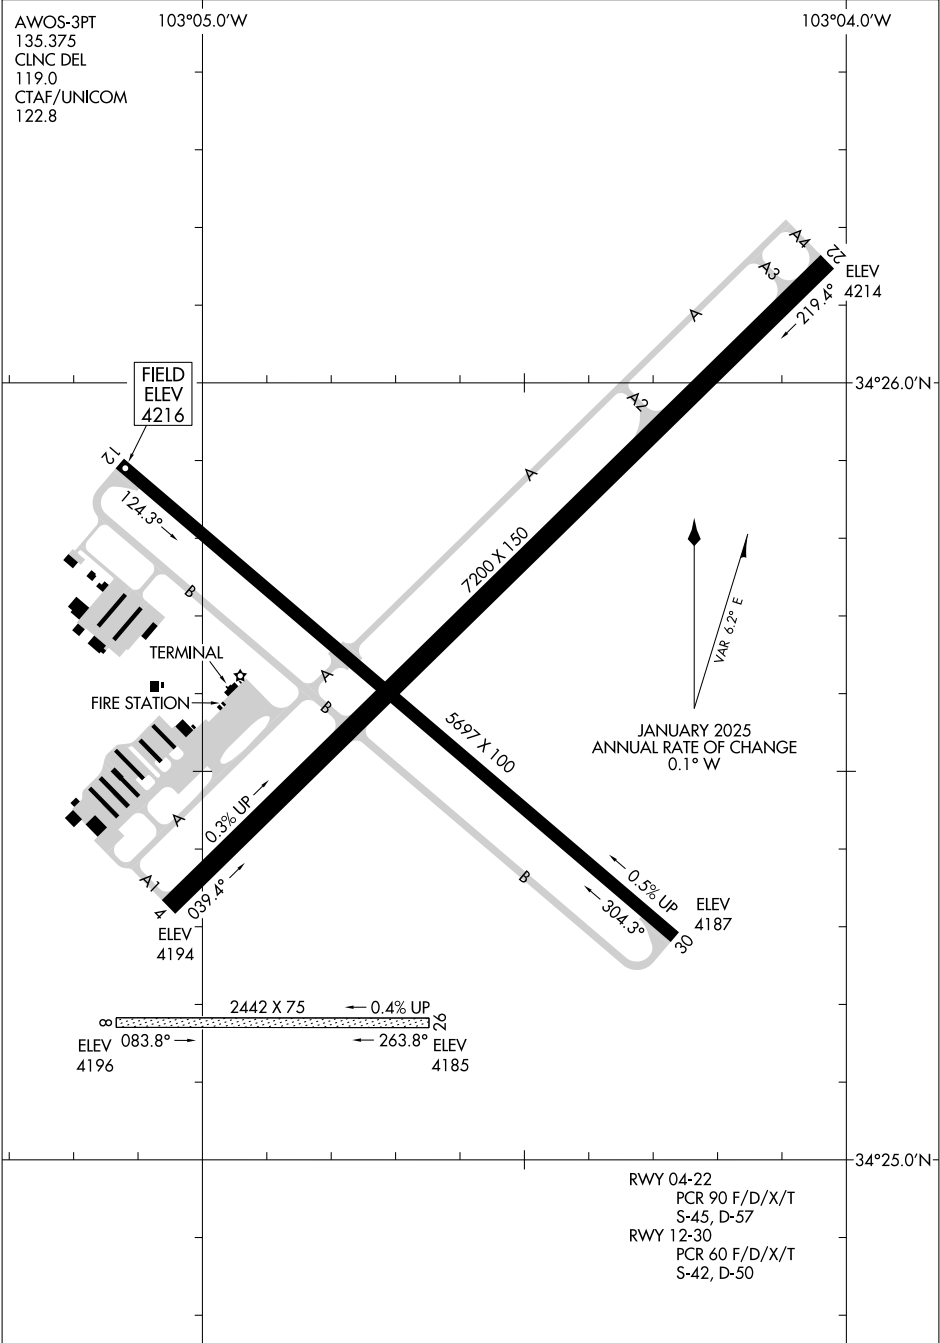 AWOS-3PT
135.375
CLNC DEL
119.0
CTAF/UNICOM
122.8
103°05.0'W
103°04.0'W
A4
22
A3
ELEV
4214
219.4°
A
34°26.0'N
FIELD
ELEV
4216
A2
12
A
124.3°
7200 X 150
B
VAR 6.2° E
TERMINAL
A
FIRE STATION
B
5697 X 100
JANUARY 2025
ANNUAL RATE OF CHANGE
0.1° W
0.3% UP
A
A1
039.4°
4
ELEV
4194
B
0.5% UP
304.3°
ELEV
4187
30
2442 X 75
0.4% UP
8
26
083.8°
263.8°
ELEV
4196
ELEV
4185
34°25.0'N
RWY 04-22
PCR 90 F/D/X/T
S-45, D-57
RWY 12-30
PCR 60 F/D/X/T
S-42, D-50